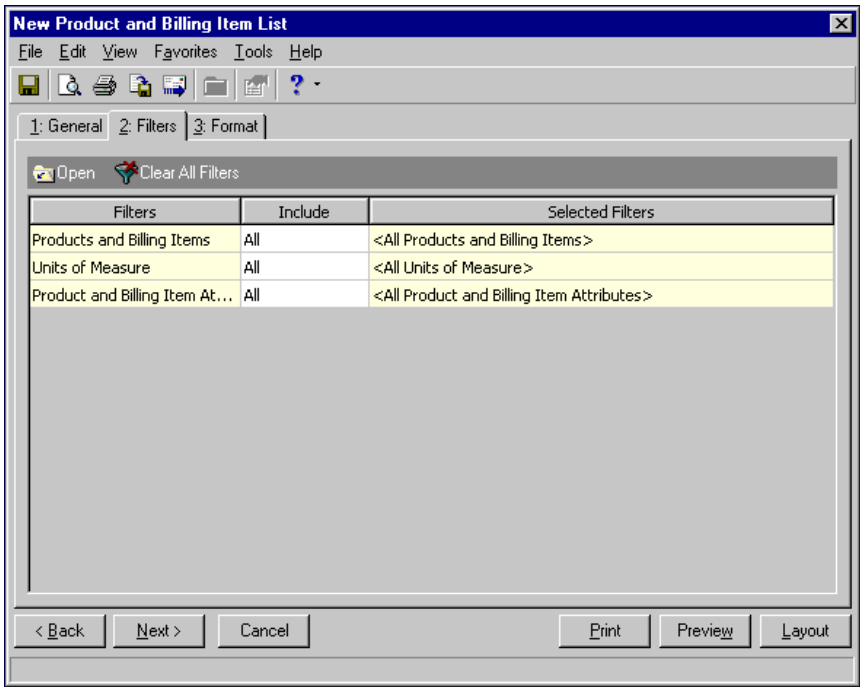 New Product and Billing Item List
File Edit View Favorites Tools Help
?
1: General 2: Filters 3: Format
Open Clear All Filters
Filters Include Selected Filters
Products and Billing Items All <All Products and Billing Items>
Units of Measure All <All Units of Measure>
Product and Billing Item At... All <All Product and Billing Item Attributes>
< Back Next > Cancel Print Preview Layout